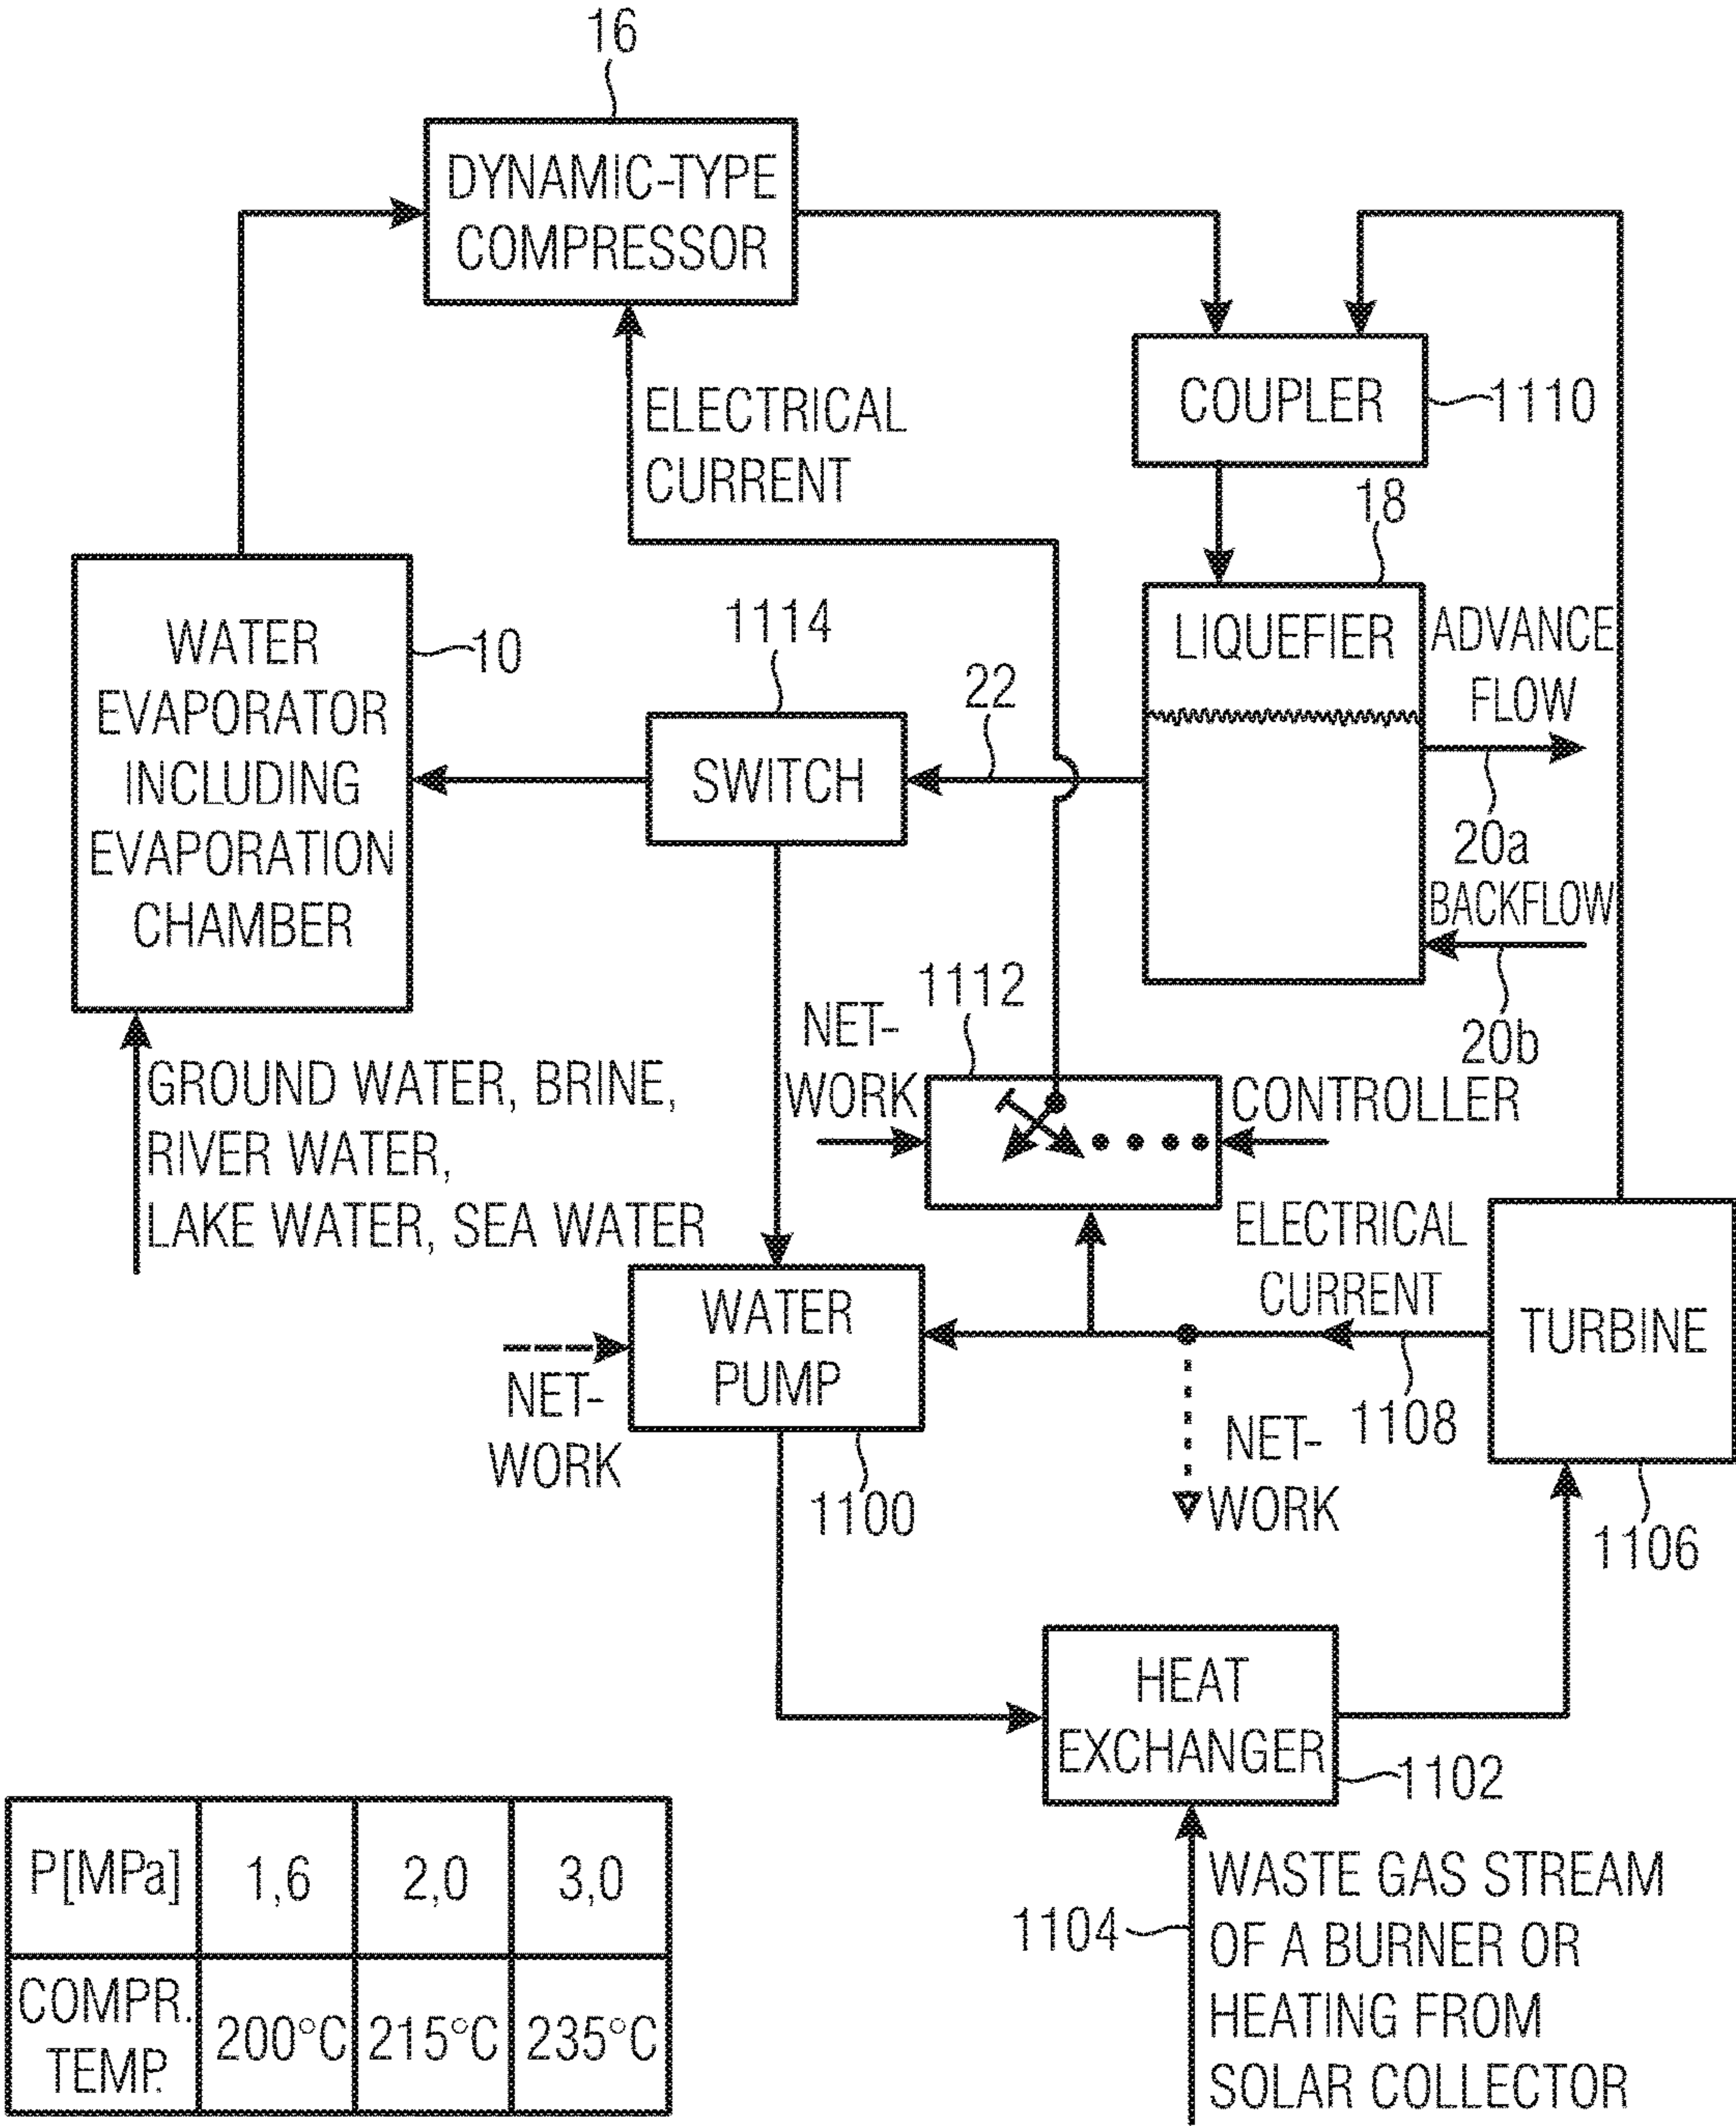 16
DYNAMIC-TYPE
COMPRESSOR
ELECTRICAL
CURRENT
COUPLER
1110
18
LIQUEFIER
ADVANCE
FLOW
20a
BACKFLOW
20b
WATER
EVAPORATOR
INCLUDING
EVAPORATION
CHAMBER
10
1114
SWITCH
22
GROUND WATER, BRINE,
RIVER WATER,
LAKE WATER, SEA WATER
NET-
WORK
1112
CONTROLLER
ELECTRICAL
CURRENT
TURBINE
1108
1106
WATER
PUMP
1100
NET-
WORK
NET-
WORK
HEAT
EXCHANGER
1102
1104
WASTE GAS STREAM
OF A BURNER OR
HEATING FROM
SOLAR COLLECTOR
P[MPa] 1,6 2,0 3,0
COMPR.
TEMP. 200°C 215°C 235°C